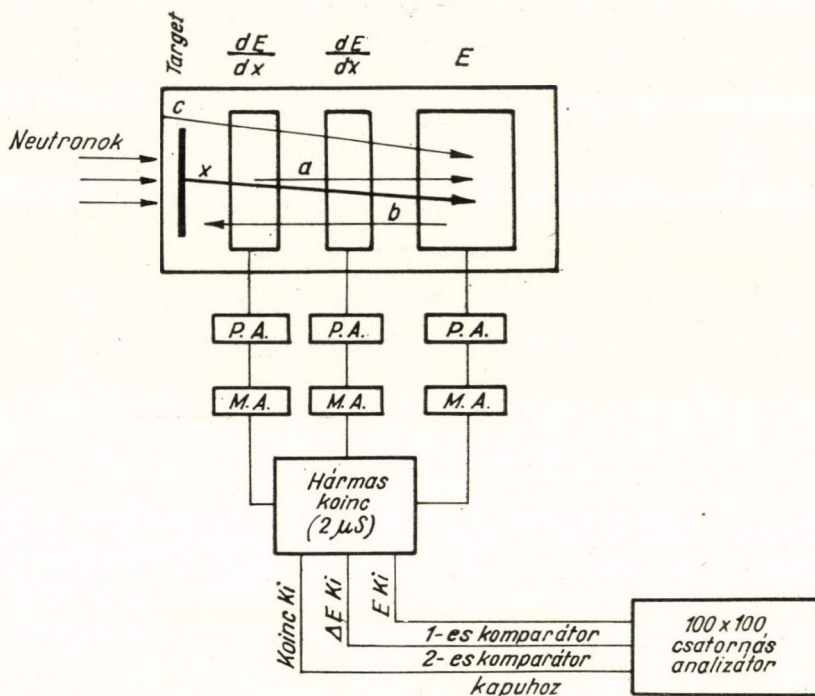 Target
dE
dx
dE
dx
E
c
Neutronok
x
a
b
P. A.
P. A.
P. A.
M. A.
M. A.
M. A.
Hármas
koinc
(2 µS)
Koinc Ki
ΔE Ki
E Ki
1-es komparátor
2-es komparátor
kapuhoz
100 x 100
csatornás
analizátor